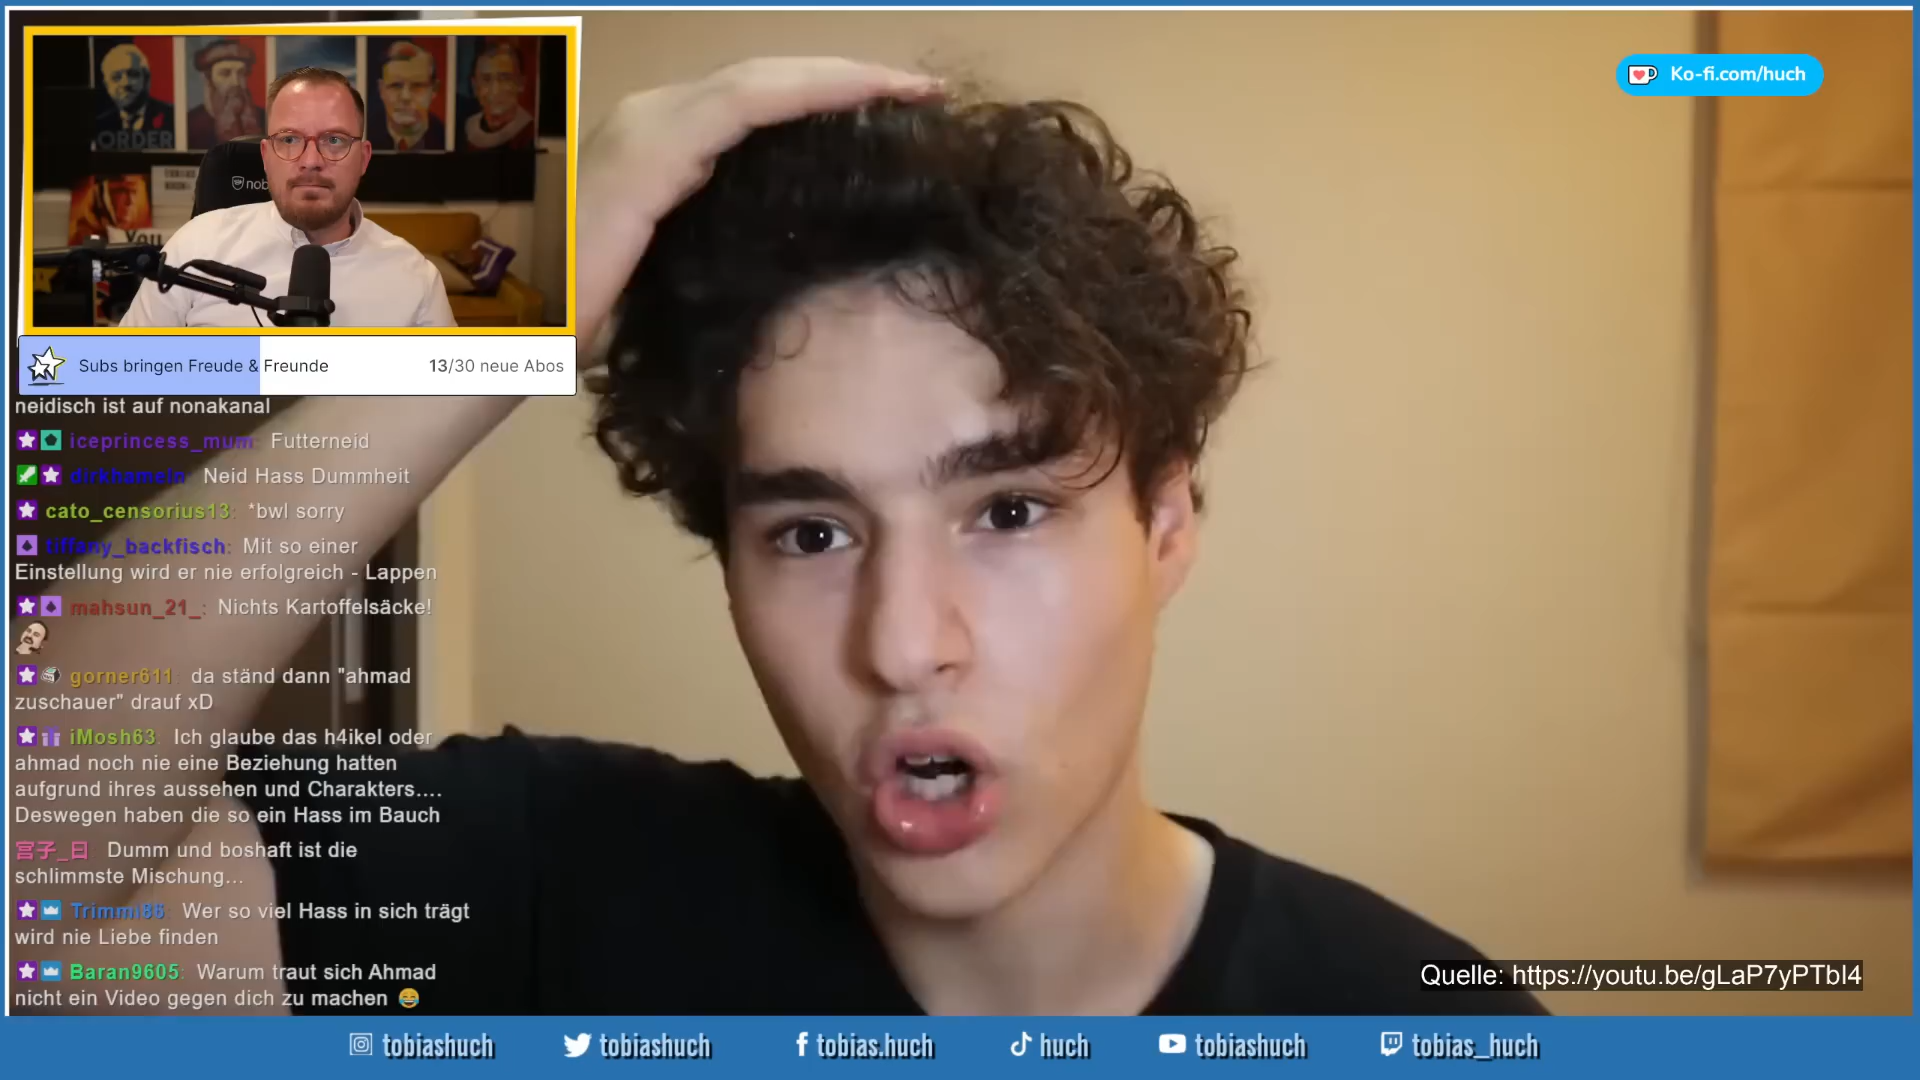 Ko-fi.com/huch
ORDER
nob
You
Subs bringen Freude & Freunde 13/30 neue Abos
neidisch ist auf nonakanal
iceprincess_mum: Futterneid
dirkhameln: Neid Hass Dummheit
cato_censorius13: *bwl sorry
tiffany_backfisch: Mit so einer
Einstellung wird er nie erfolgreich - Lappen
mahsun_21_: Nichts Kartoffelsäcke!
gorner611: da ständ dann "ahmad
zuschauer" drauf xD
iMosh63: Ich glaube das h4ikel oder
ahmad noch nie eine Beziehung hatten
aufgrund ihres aussehen und Charakters....
Deswegen haben die so ein Hass im Bauch
宫子_日: Dumm und boshaft ist die
schlimmste Mischung...
Trimmi86: Wer so viel Hass in sich trägt
wird nie Liebe finden
Baran9605: Warum traut sich Ahmad
nicht ein Video gegen dich zu machen 😂
Quelle: https://youtu.be/gLaP7yPTbI4
tobiashuch tobiashuch tobias.huch huch tobiashuch tobias_huch